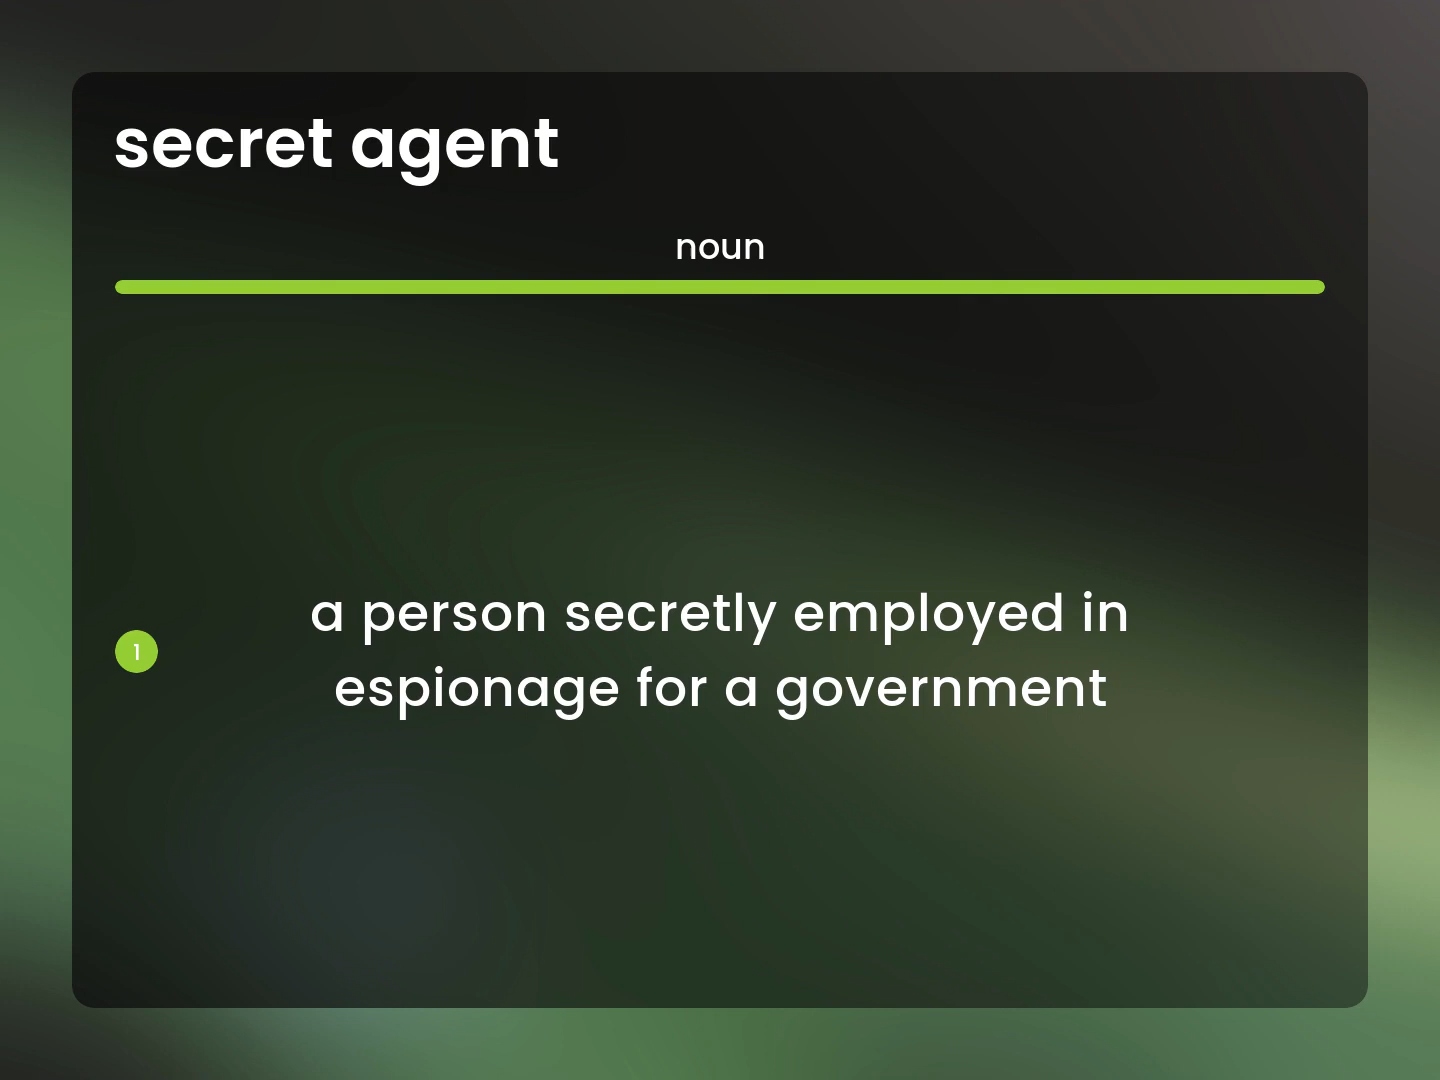 secret agent
noun
1
a person secretly employed in
espionage for a government